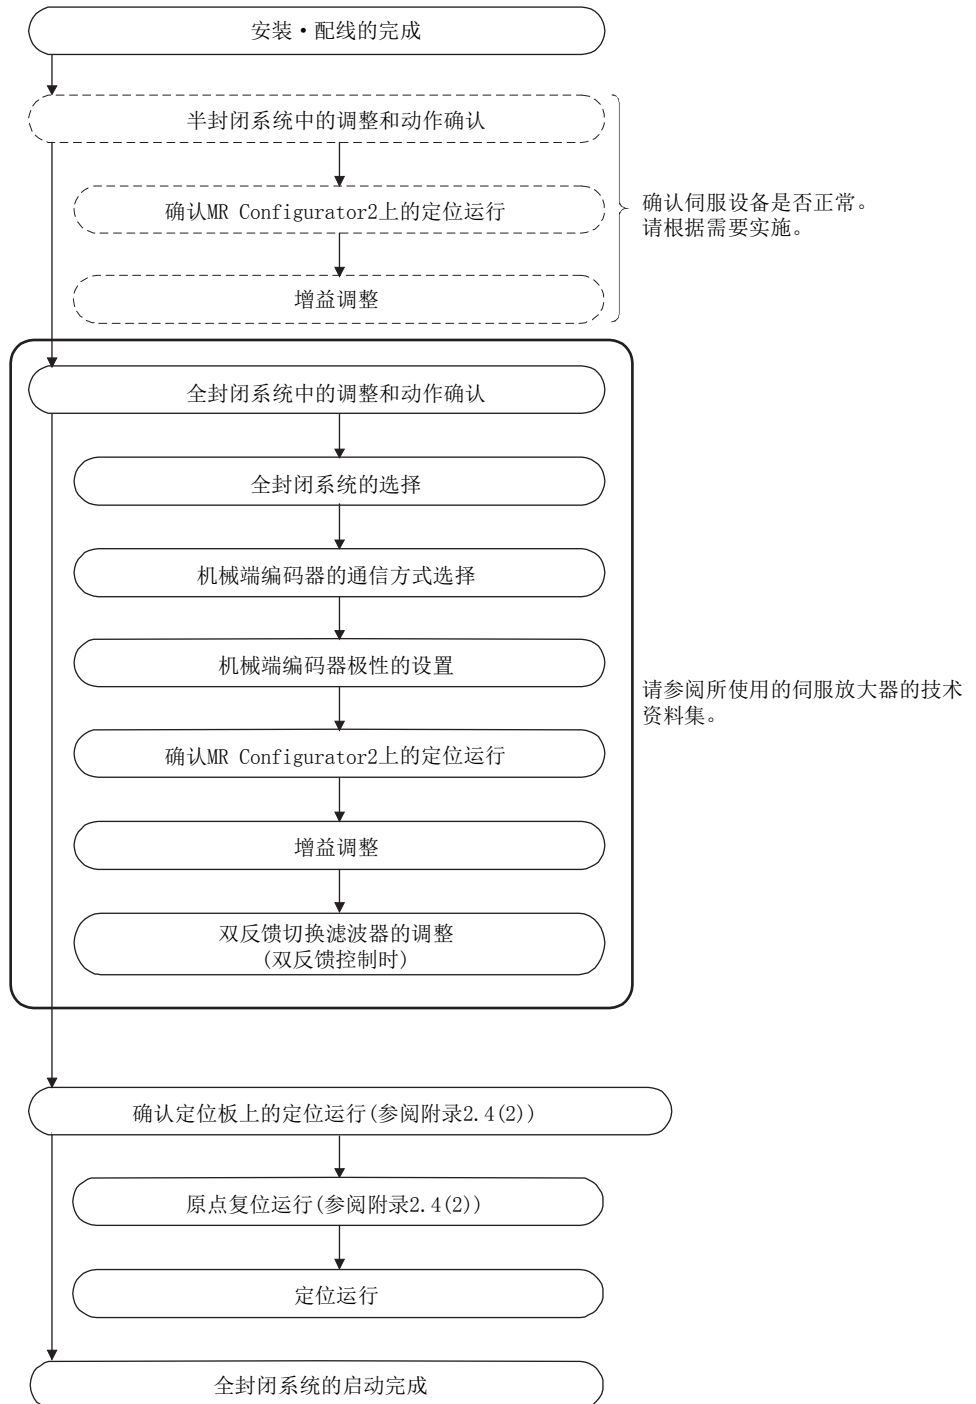 安装・配线的完成
半封闭系统中的调整和动作确认
确认MR Configurator2上的定位运行
增益调整
确认伺服设备是否正常。
请根据需要实施。
全封闭系统中的调整和动作确认
全封闭系统的选择
机械端编码器的通信方式选择
机械端编码器极性的设置
确认MR Configurator2上的定位运行
增益调整
双反馈切换滤波器的调整
(双反馈控制时)
请参阅所使用的伺服放大器的技术
资料集。
确认定位板上的定位运行(参阅附录2.4(2))
原点复位运行(参阅附录2.4(2))
定位运行
全封闭系统的启动完成